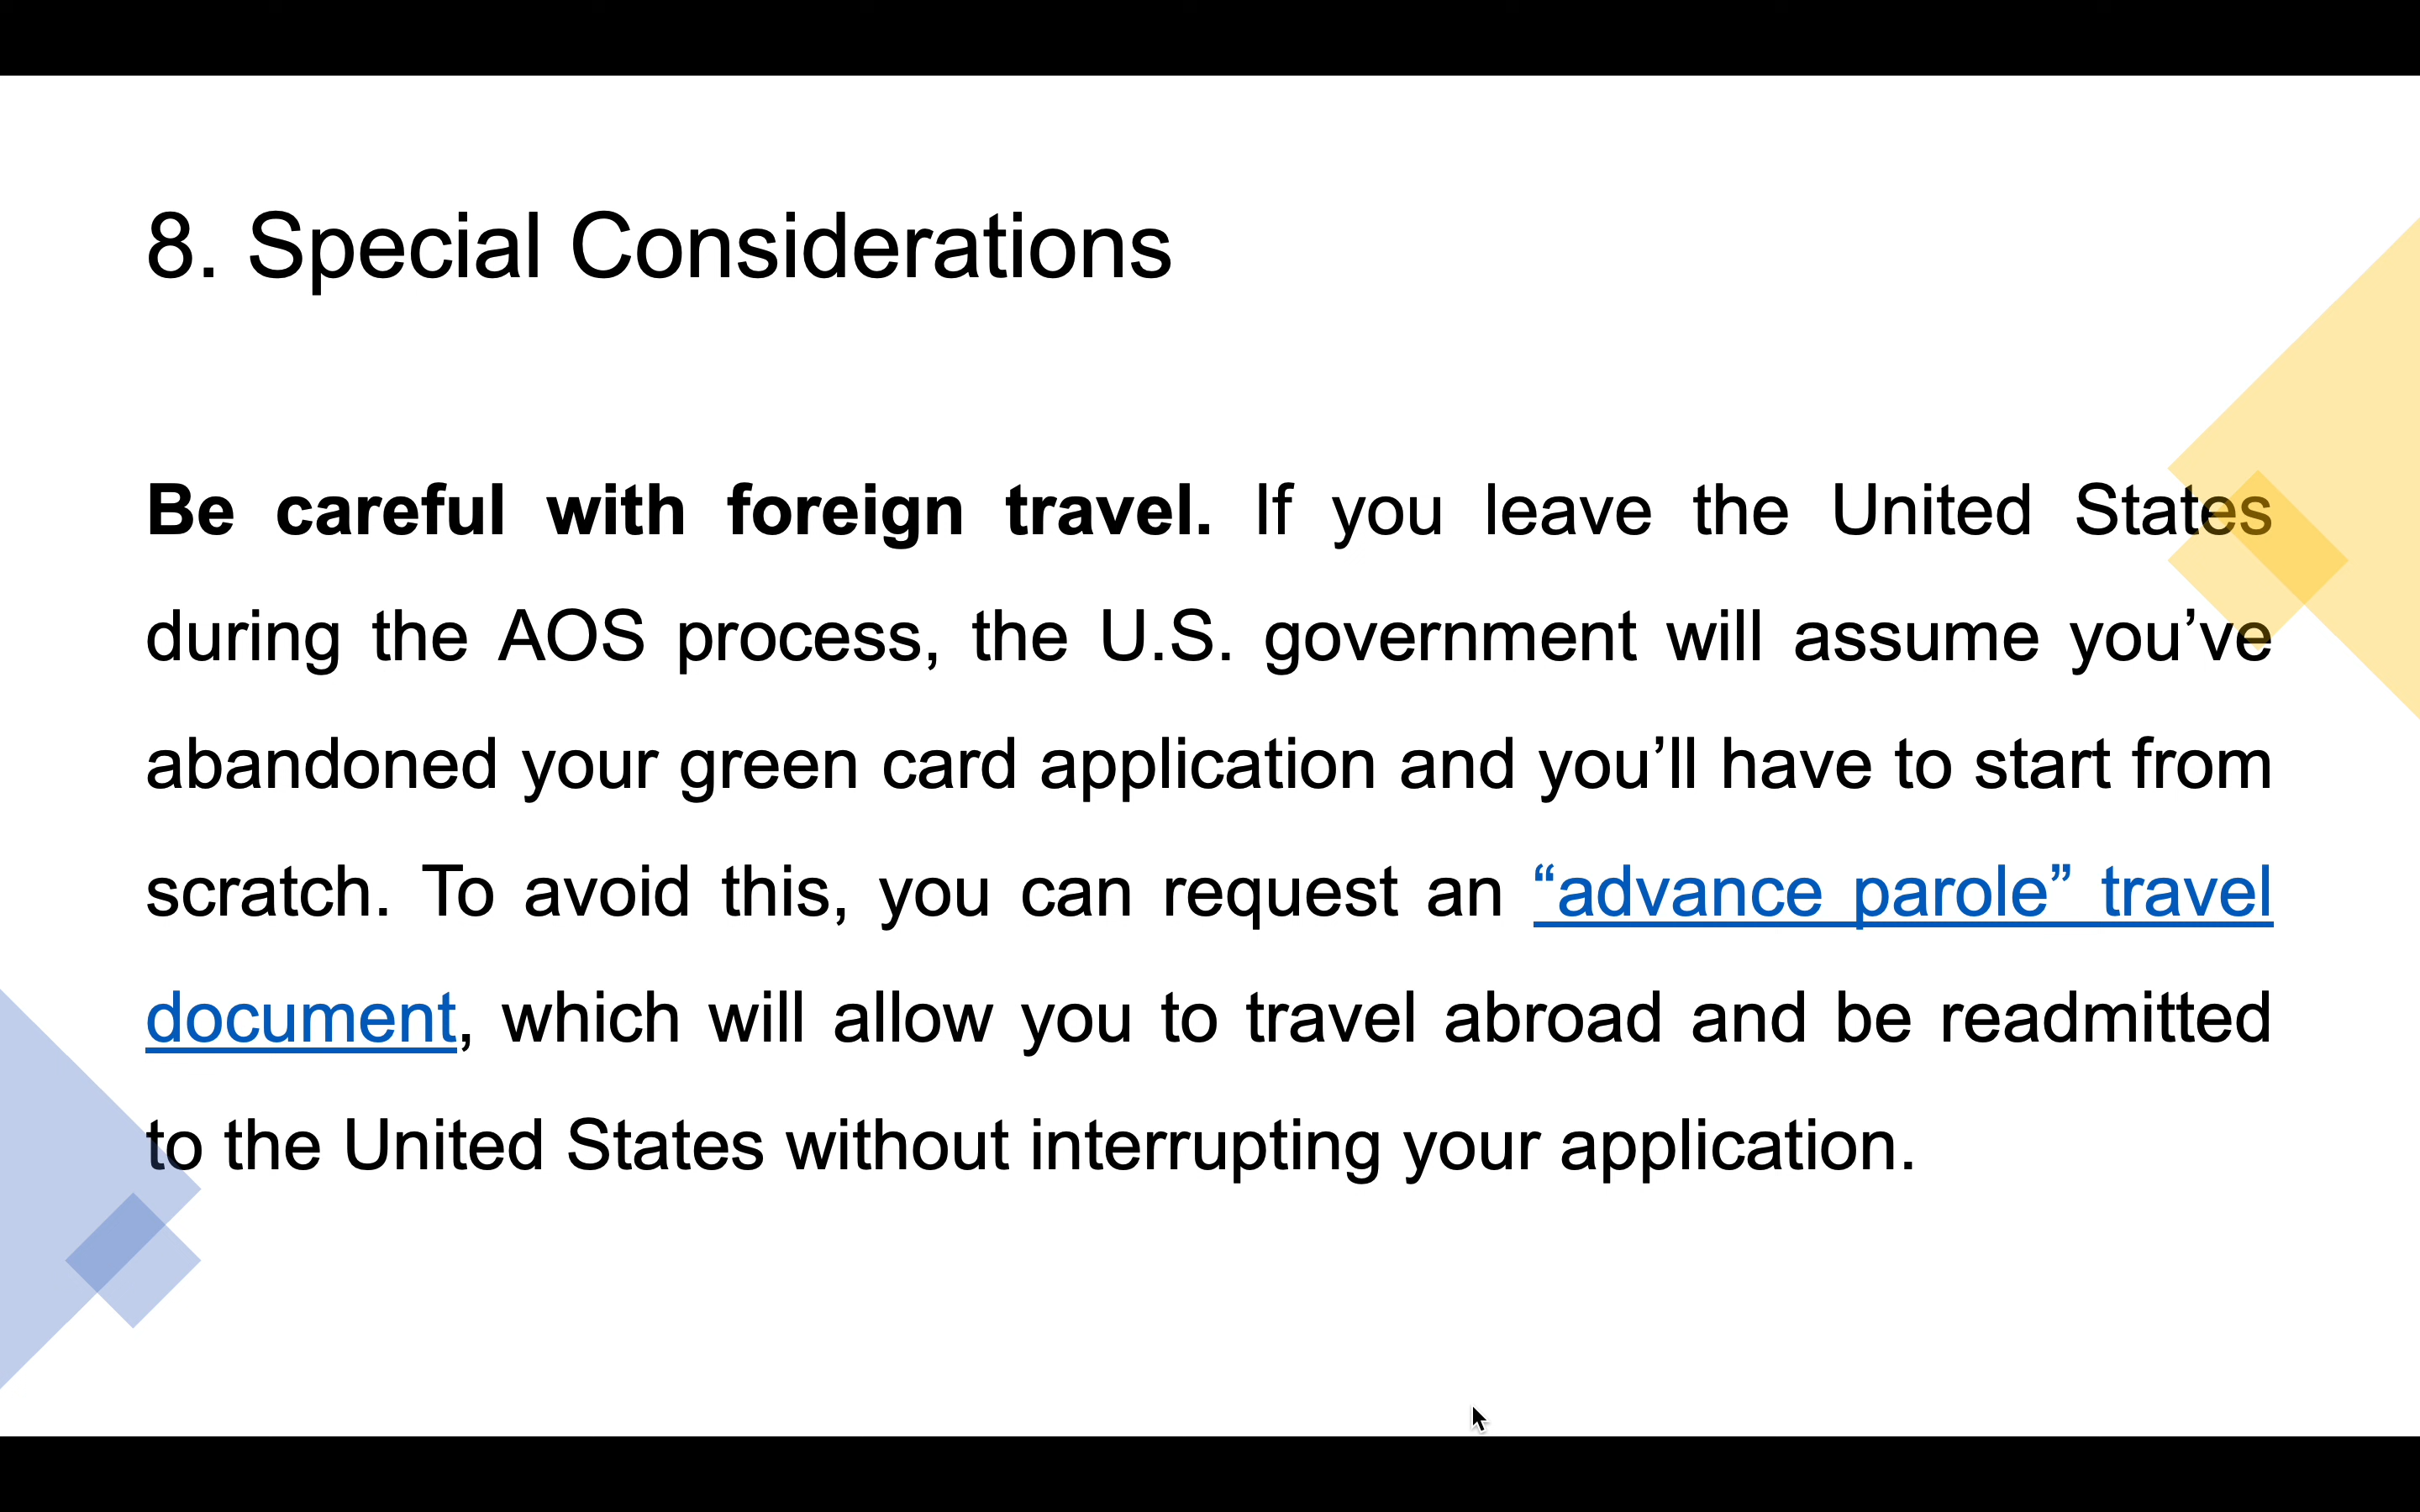 8. Special Considerations
Be careful with foreign travel. If you leave the United States
during the AOS process, the U.S. government will assume you’ve
abandoned your green card application and you’ll have to start from
scratch. To avoid this, you can request an “advance parole” travel
document, which will allow you to travel abroad and be readmitted
to the United States without interrupting your application.